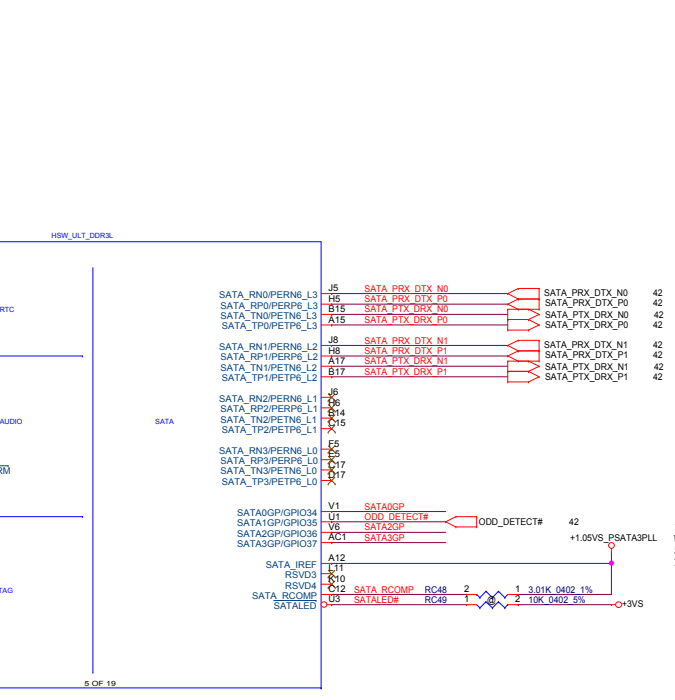 HSW_ULT_DDR3L
RTC
AUDIO
SATA
SATA_RN0/PERN6_L3 J5 SATA_PRX_DTX_N0 SATA_PRX_DTX_N0 42
SATA_RP0/PERP6_L3 H5 SATA_PRX_DTX_P0 SATA_PRX_DTX_P0 42
SATA_TN0/PETN6_L3 B15 SATA_PTX_DRX_N0 SATA_PTX_DRX_N0 42
SATA_TP0/PETP6_L3 A15 SATA_PTX_DRX_P0 SATA_PTX_DRX_P0 42
SATA_RN1/PERN6_L2 J8 SATA_PRX_DTX_N1 SATA_PRX_DTX_N1 42
SATA_RP1/PERP6_L2 H8 SATA_PRX_DTX_P1 SATA_PRX_DTX_P1 42
SATA_TN1/PETN6_L2 A17 SATA_PTX_DRX_N1 SATA_PTX_DRX_N1 42
SATA_TP1/PETP6_L2 B17 SATA_PTX_DRX_P1 SATA_PTX_DRX_P1 42
SATA_RN2/PERN6_L1 J6
SATA_RP2/PERP6_L1 H6
SATA_TN2/PETN6_L1 B14
SATA_TP2/PETP6_L1 C15
RM
SATA_RN3/PERN6_L0 F5
SATA_RP3/PERP6_L0 E5
SATA_TN3/PETN6_L0 C17
SATA_TP3/PETP6_L0 D17
SATA0GP/GPIO34 V1 SATA0GP
SATA1GP/GPIO35 U1 ODD_DETECT# ODD_DETECT# 42
SATA2GP/GPIO36 V6 SATA2GP
SATA3GP/GPIO37 AC1 SATA3GP
+1.05VS_PSATA3PLL
SATA_IREF A12
RSVD3 L11
RSVD4 K10
TAG
SATA_RCOMP C12 SATA_RCOMP RC48 2 1 3.01K_0402_1%
SATALED U3 SATALED# RC49 1 @ 2 10K_0402_5% +3VS
5 OF 19